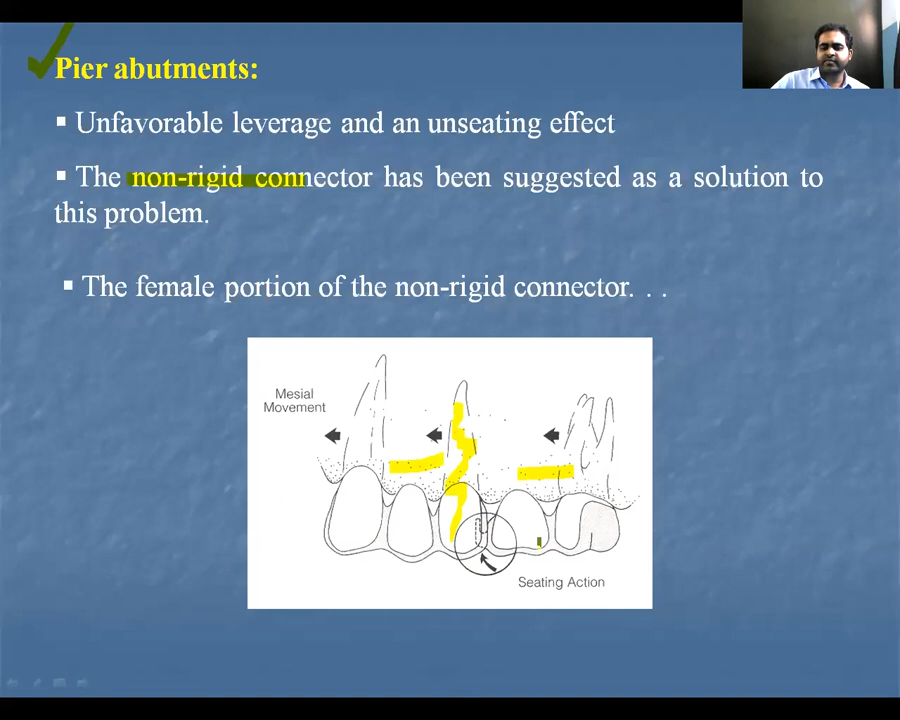 Pier abutments:
▪ Unfavorable leverage and an unseating effect
▪ The non-rigid connector has been suggested as a solution to
this problem.
▪ The female portion of the non-rigid connector. . .
Mesial
Movement
Seating Action